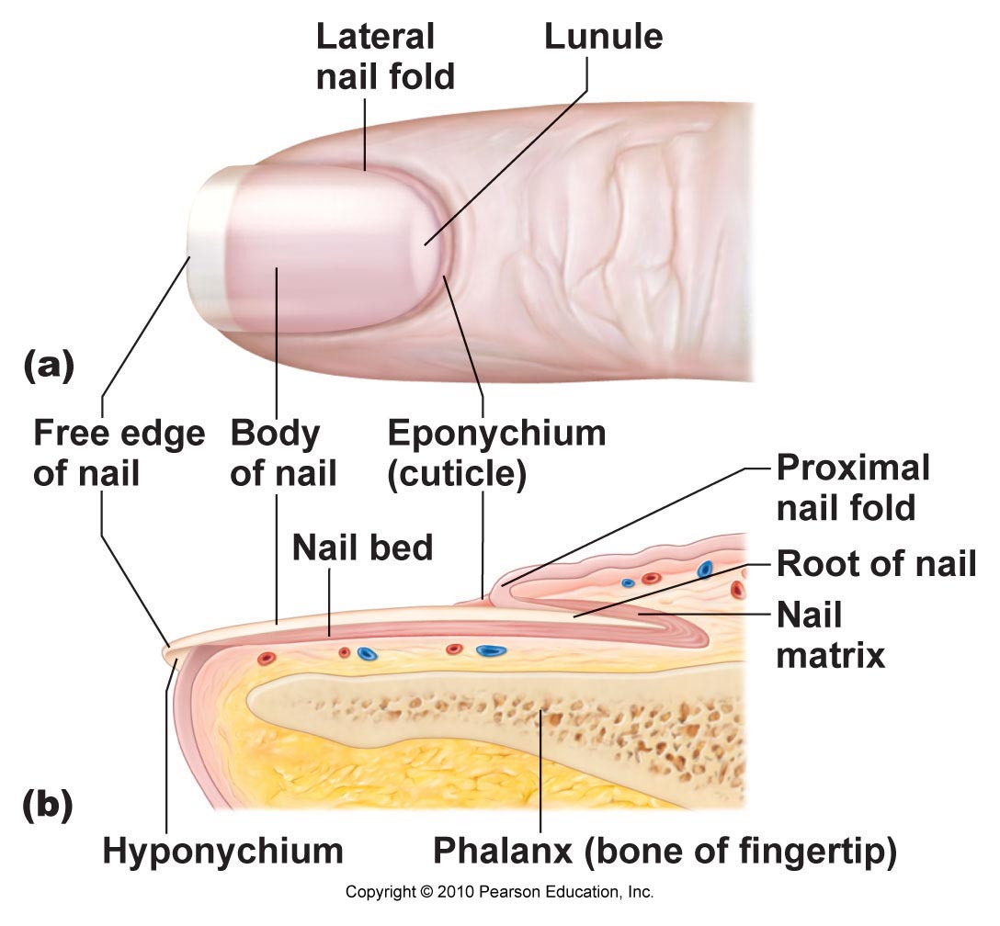 Lateral
nail fold
Lunule
(a)
Free edge
of nail
Body
of nail
Eponychium
(cuticle)
Proximal
nail fold
Nail bed
Root of nail
Nail
matrix
(b)
Hyponychium
Phalanx (bone of fingertip)
Copyright © 2010 Pearson Education, Inc.